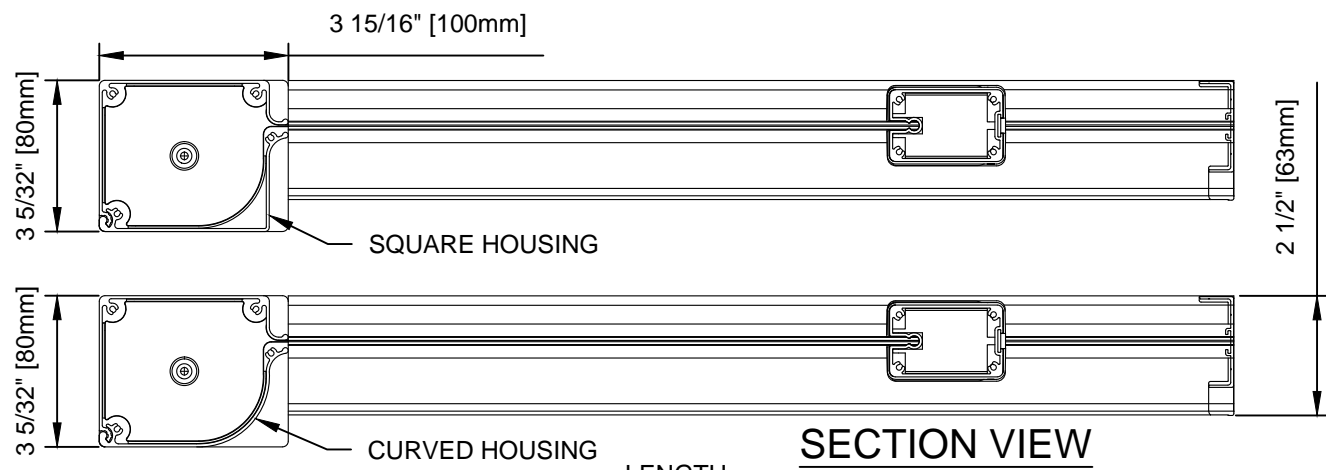 3 15/16" [100mm]
3 5/32" [80mm]
2 1/2" [63mm]
SQUARE HOUSING
3 5/32" [80mm]
CURVED HOUSING
SECTION VIEW
LENGTH